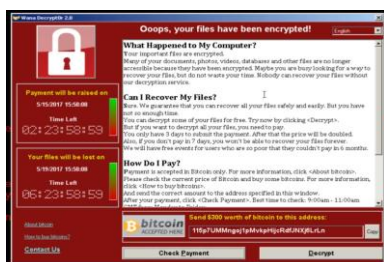 Wana Decrypt0r 2.0
Ooops, your files have been encrypted!
English
What Happened to My Computer?
Your important files are encrypted.
Many of your documents, photos, videos, databases and other files are no longer
accessible because they have been encrypted. Maybe you are busy looking for a way to
recover your files, but do not waste your time. Nobody can recover your files without
our decryption service.
Can I Recover My Files?
Sure. We guarantee that you can recover all your files safely and easily. But you have
not so enough time.
You can decrypt some of your files for free. Try now by clicking <Decrypt>.
But if you want to decrypt all your files, you need to pay.
You only have 3 days to submit the payment. After that the price will be doubled.
Also, if you don't pay in 7 days, you won't be able to recover your files forever.
We will have free events for users who are so poor that they couldn't pay in 6 months.
How Do I Pay?
Payment is accepted in Bitcoin only. For more information, click <About bitcoin>.
Please check the current price of Bitcoin and buy some bitcoins. For more information,
click <How to buy bitcoins>.
And send the correct amount to the address specified in this window.
After your payment, click <Check Payment>. Best time to check: 9:00am - 11:00am
Payment will be raised on
5/15/2017 15:58:08
Time Left
02:23:58:59
Your files will be lost on
5/19/2017 15:58:08
Time Left
06:23:58:59
About bitcoin
How to buy bitcoins?
Contact Us
bitcoin
ACCEPTED HERE
Send $300 worth of bitcoin to this address:
Copy
Check Payment
Decrypt